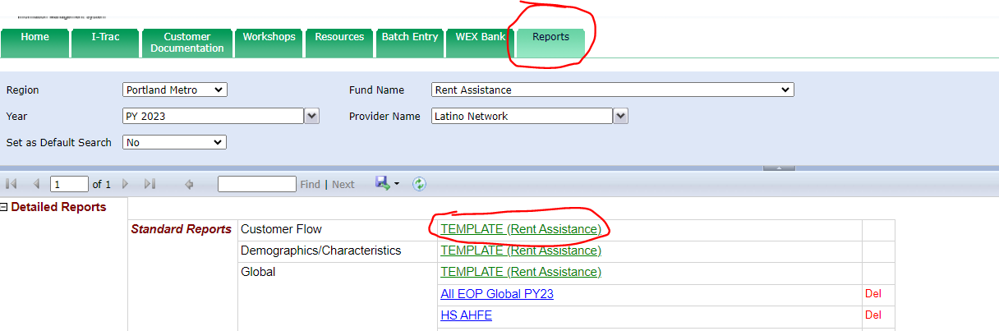 Information Management System
Home I-Trac Customer Documentation Workshops Resources Batch Entry WEX Bank Reports
Region Portland Metro Fund Name Rent Assistance
Year PY 2023 Provider Name Latino Network
Set as Default Search No
1 of 1 Find | Next
Detailed Reports
Standard Reports Customer Flow TEMPLATE (Rent Assistance)
Demographics/Characteristics TEMPLATE (Rent Assistance)
Global TEMPLATE (Rent Assistance)
All EOP Global PY23 Del
HS AHFE Del